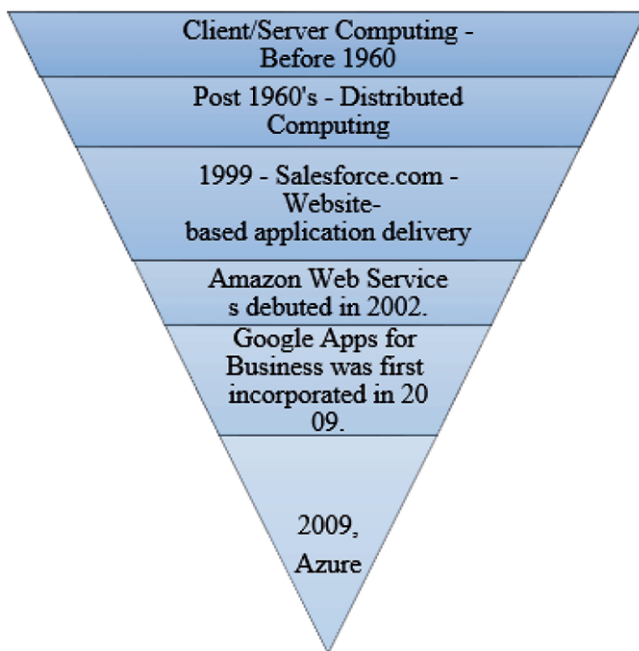 Client/Server Computing -
Before 1960
Post 1960's - Distributed
Computing
1999 - Salesforce.com -
Website-
based application delivery
Amazon Web Service
s debuted in 2002.
Google Apps for
Business was first
incorporated in 20
09.
2009,
Azure